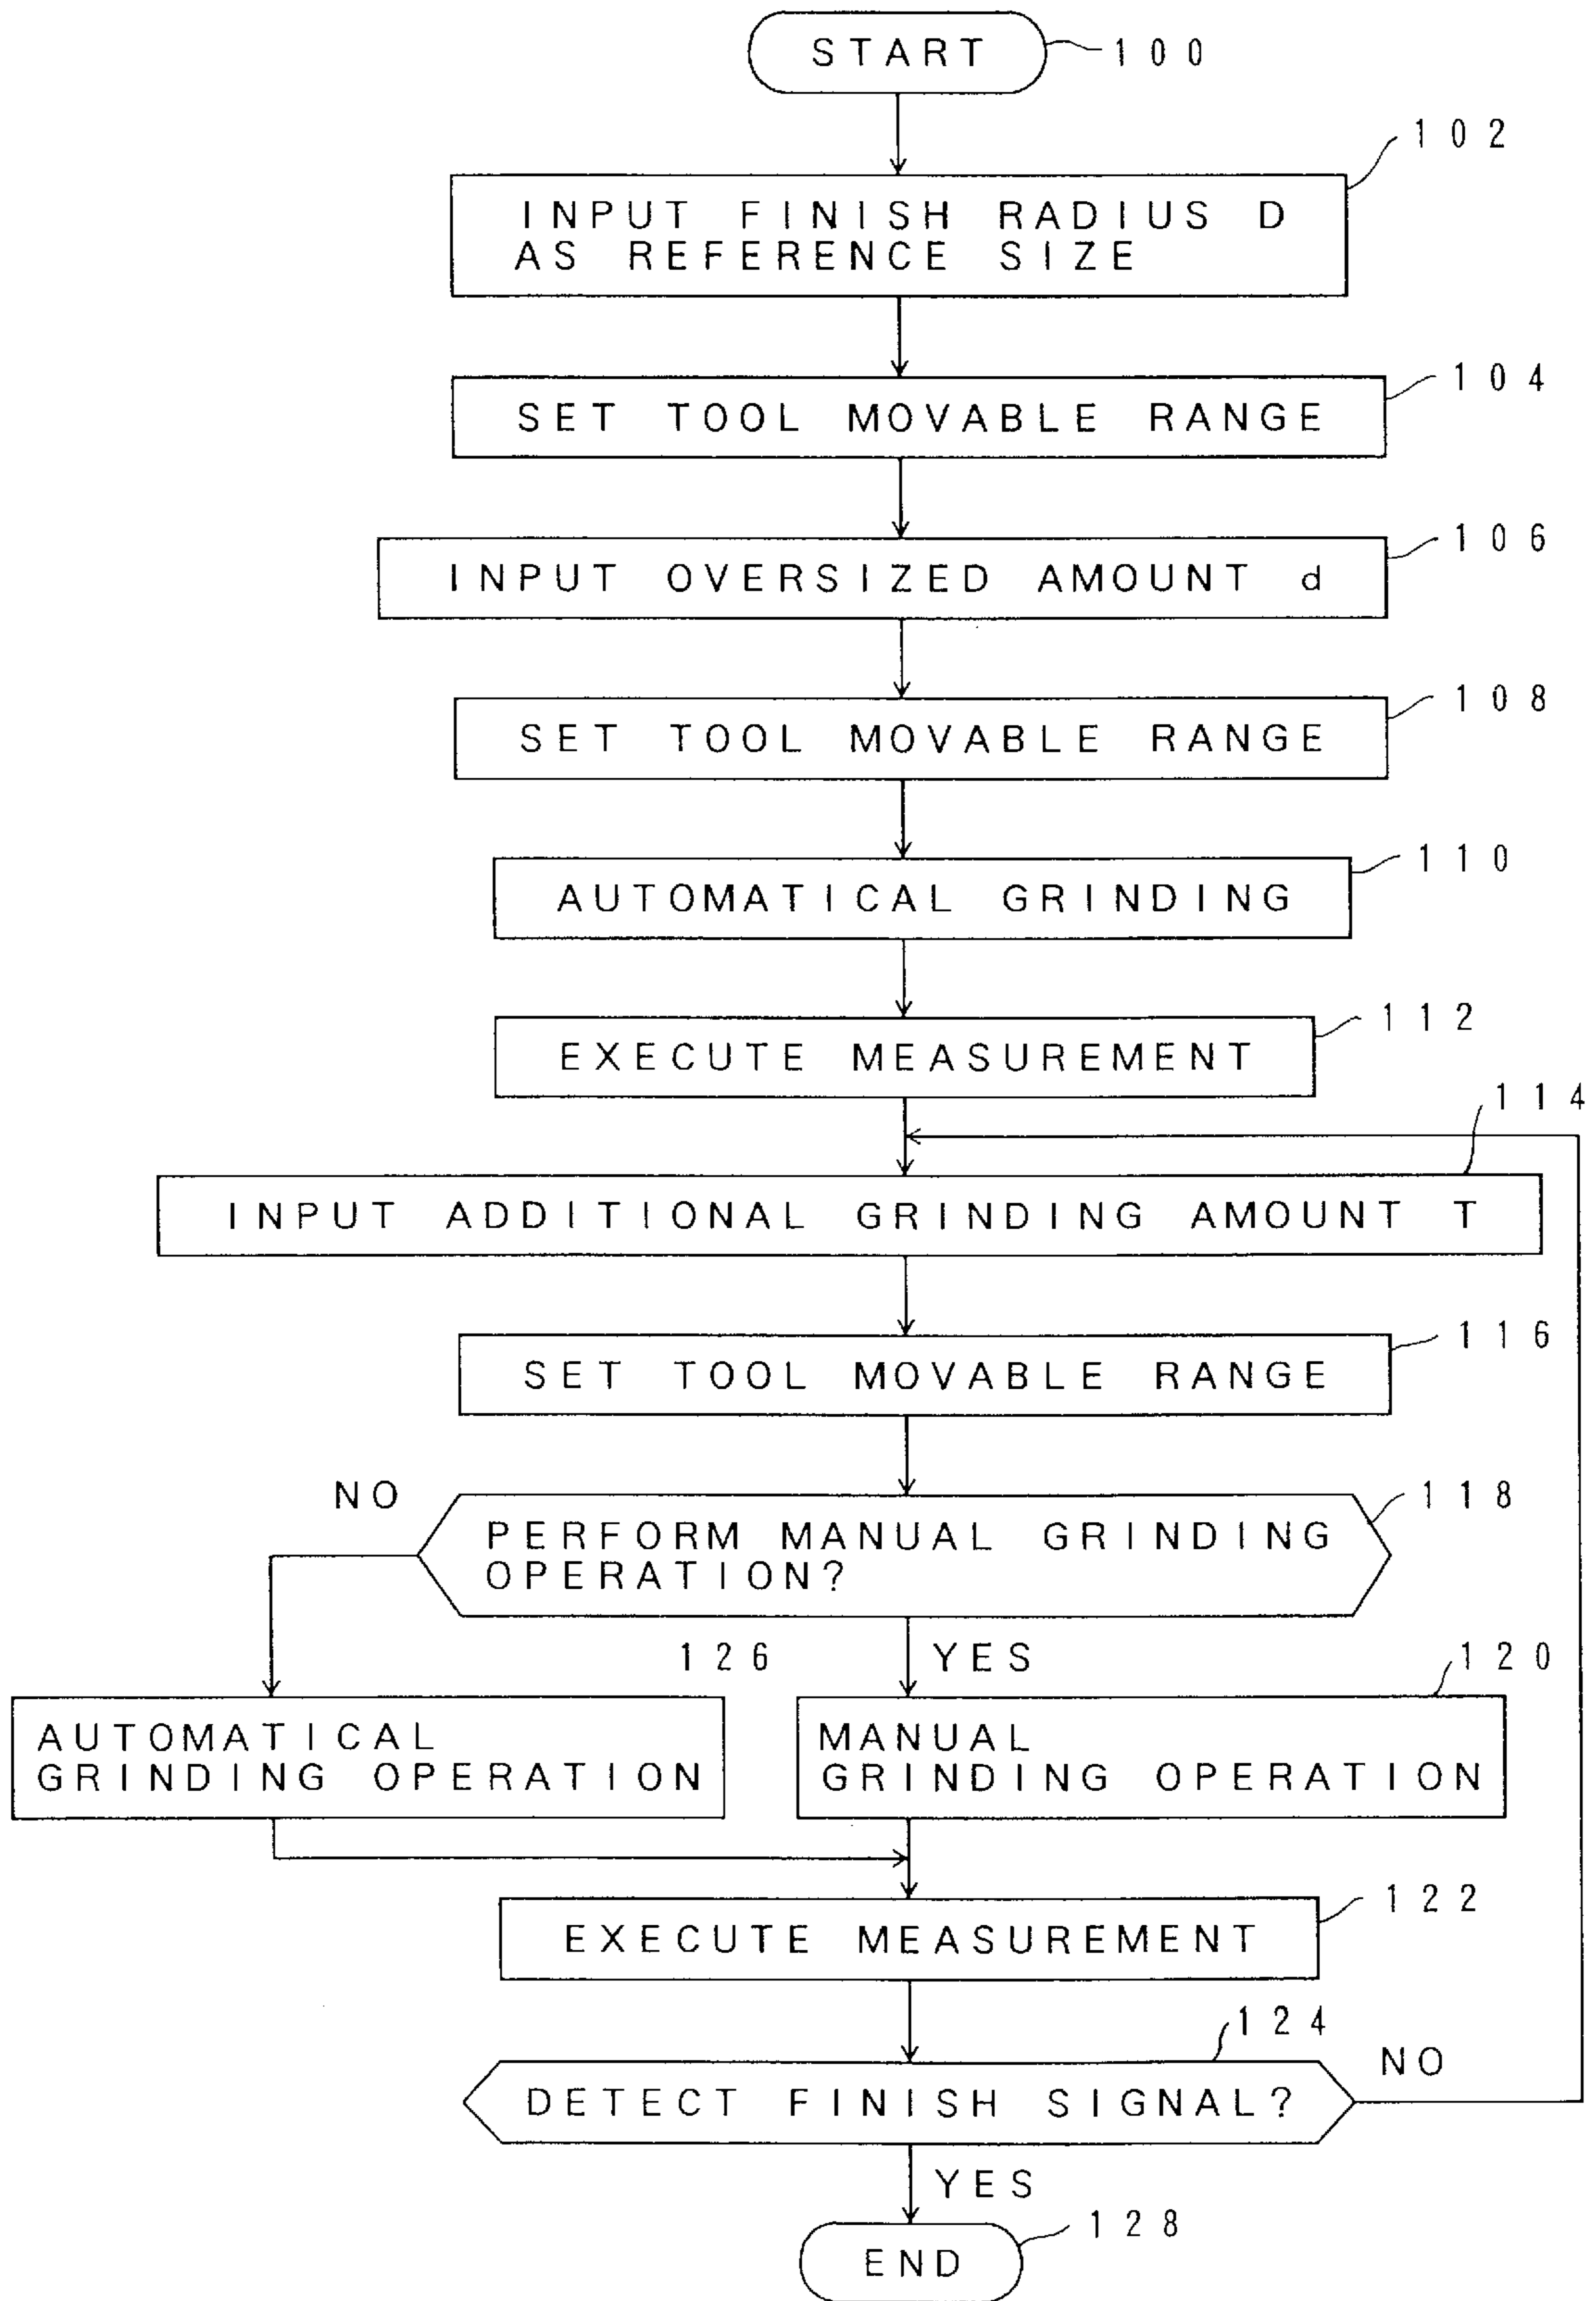 START
100
102
INPUT FINISH RADIUS D
AS REFERENCE SIZE
104
SET TOOL MOVABLE RANGE
106
INPUT OVERSIZED AMOUNT d
108
SET TOOL MOVABLE RANGE
110
AUTOMATICAL GRINDING
112
EXECUTE MEASUREMENT
114
INPUT ADDITIONAL GRINDING AMOUNT T
116
SET TOOL MOVABLE RANGE
NO
118
PERFORM MANUAL GRINDING
OPERATION?
126
YES
120
AUTOMATICAL
GRINDING OPERATION
MANUAL
GRINDING OPERATION
122
EXECUTE MEASUREMENT
124
NO
DETECT FINISH SIGNAL?
YES
128
END